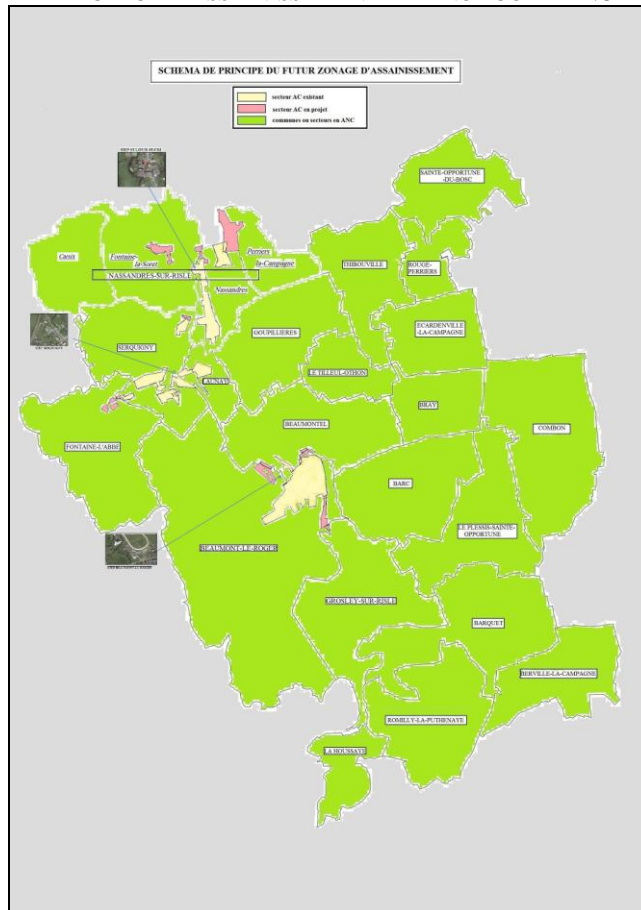 SCHEMA DE PRINCIPE DU FUTUR ZONAGE D'ASSAINISSEMENT
secteur AC existant
secteur AC en projet
communes ou secteurs en ANC
SAINTE-OPPORTUNE
-DU-BOSC
Carsix
Fontaine-
la-Soret
Perriers
la-Campagne
THIBOUVILLE
ROUGE-
PERRIERS
NASSANDRES-SUR-RISLE
Nassandres
SERQUIGNY
GOUPILLIERES
ECARDENVILLE
-LA-CAMPAGNE
LE TILLEUL-OTHON
LAUNAY
BRAY
BEAUMONTEL
COMBON
FONTAINE-L'ABBE
BARC
LE PLESSIS-SAINTE-
OPPORTUNE
BEAUMONT-LE-ROGER
GROSLEY-SUR-RISLE
BARQUET
BERVILLE-LA-CAMPAGNE
ROMILLY-LA-PUTHENAYE
LA HOUSSAYE